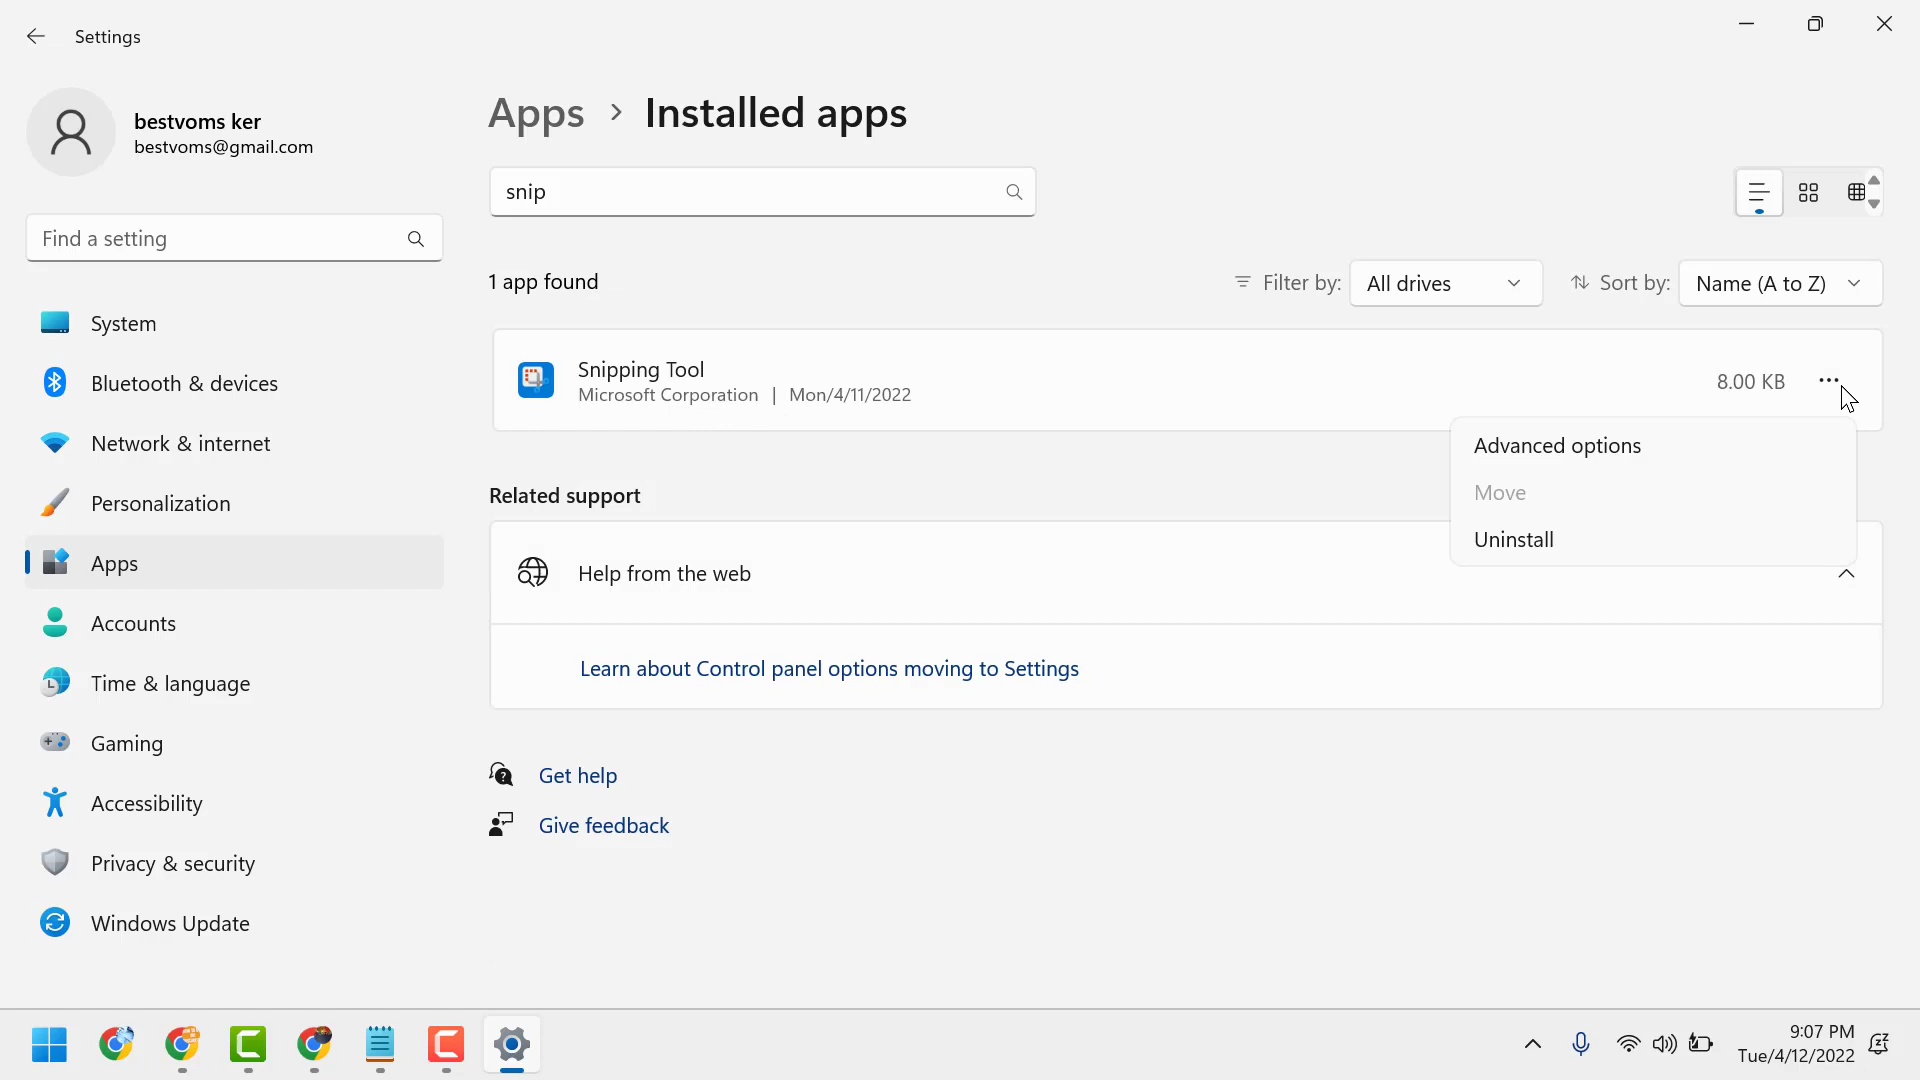 Settings
bestvoms ker
bestvoms@gmail.com
Find a setting
System
Bluetooth & devices
Network & internet
Personalization
Apps
Accounts
Time & language
Gaming
Accessibility
Privacy & security
Windows Update
Apps > Installed apps
snip
1 app found
Filter by: All drives
Sort by: Name (A to Z)
Snipping Tool
Microsoft Corporation | Mon/4/11/2022
8.00 KB
Advanced options
Move
Uninstall
Related support
Help from the web
Learn about Control panel options moving to Settings
Get help
Give feedback
9:07 PM
Tue/4/12/2022